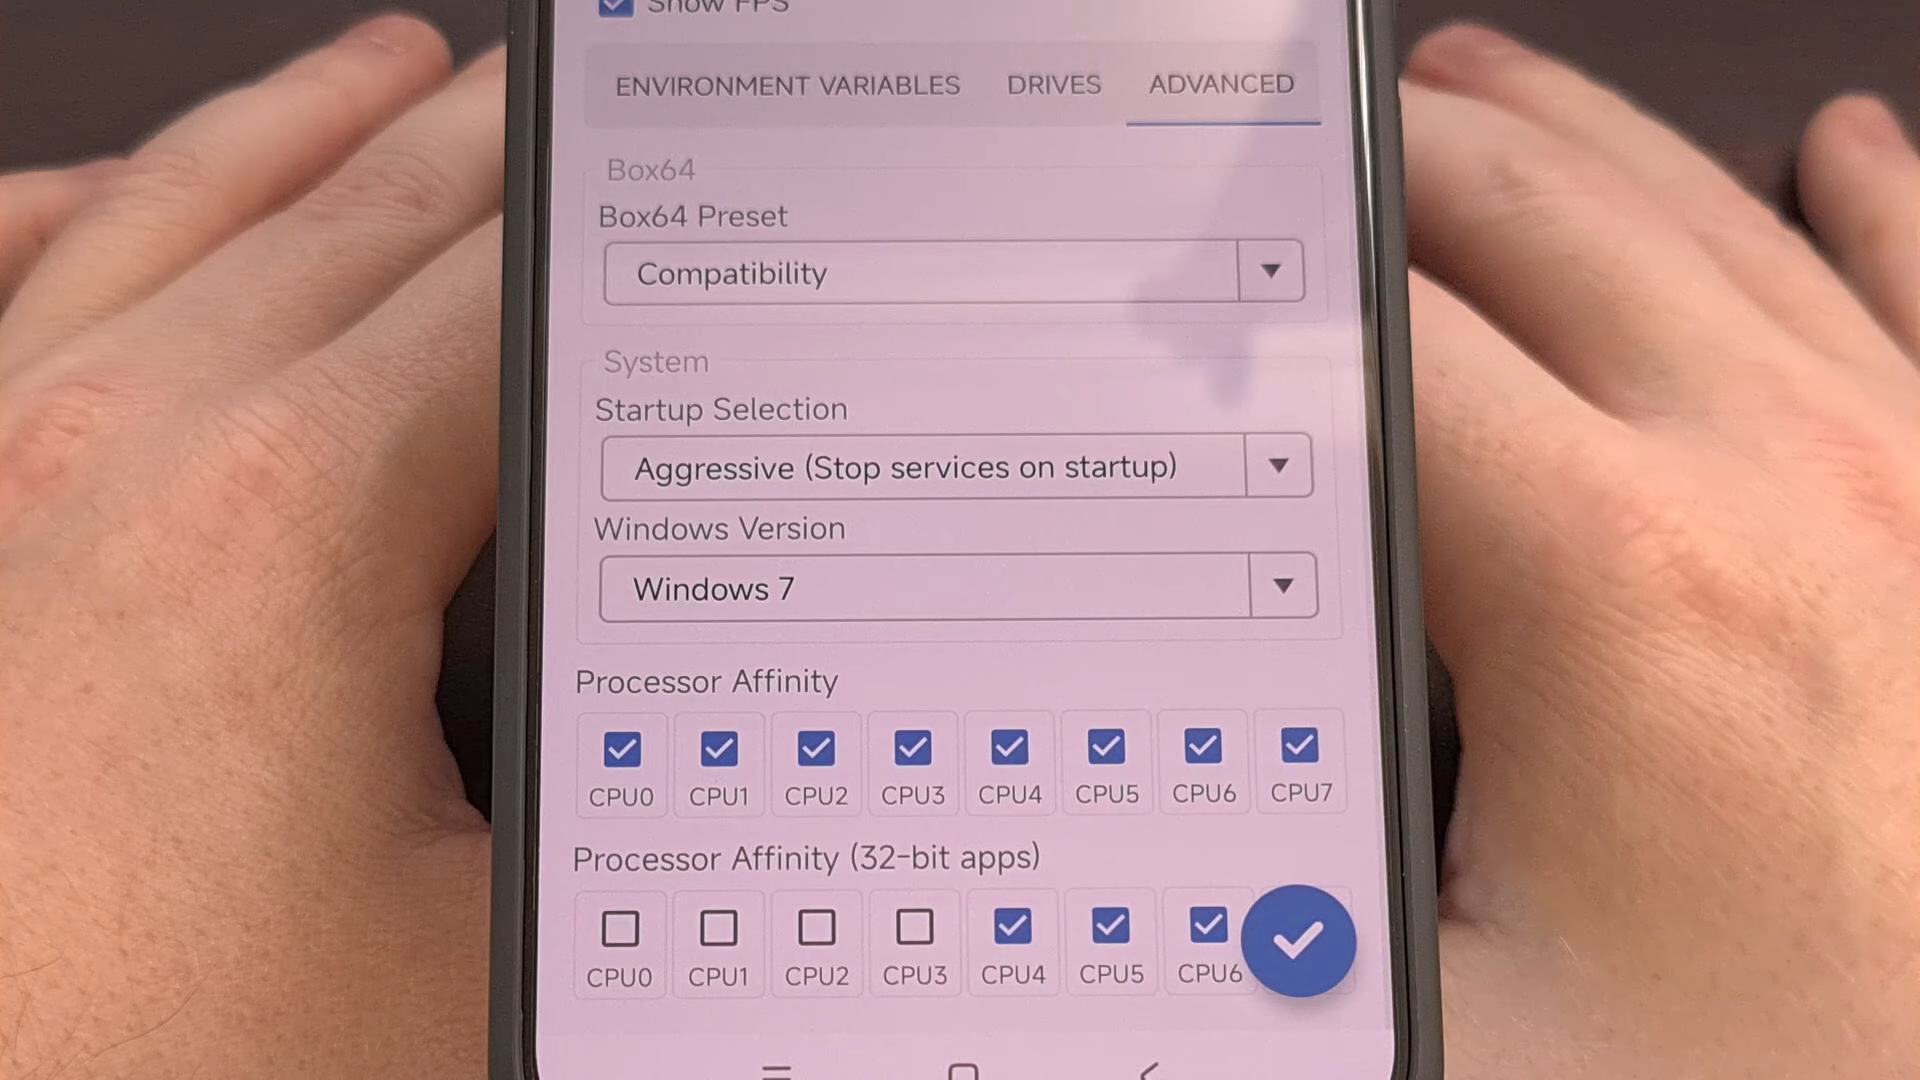 Show FPS
ENVIRONMENT VARIABLES DRIVES ADVANCED
Box64
Box64 Preset
Compatibility
System
Startup Selection
Aggressive (Stop services on startup)
Windows Version
Windows 7
Processor Affinity
CPU0 CPU1 CPU2 CPU3 CPU4 CPU5 CPU6 CPU7
Processor Affinity (32-bit apps)
CPU0 CPU1 CPU2 CPU3 CPU4 CPU5 CPU6